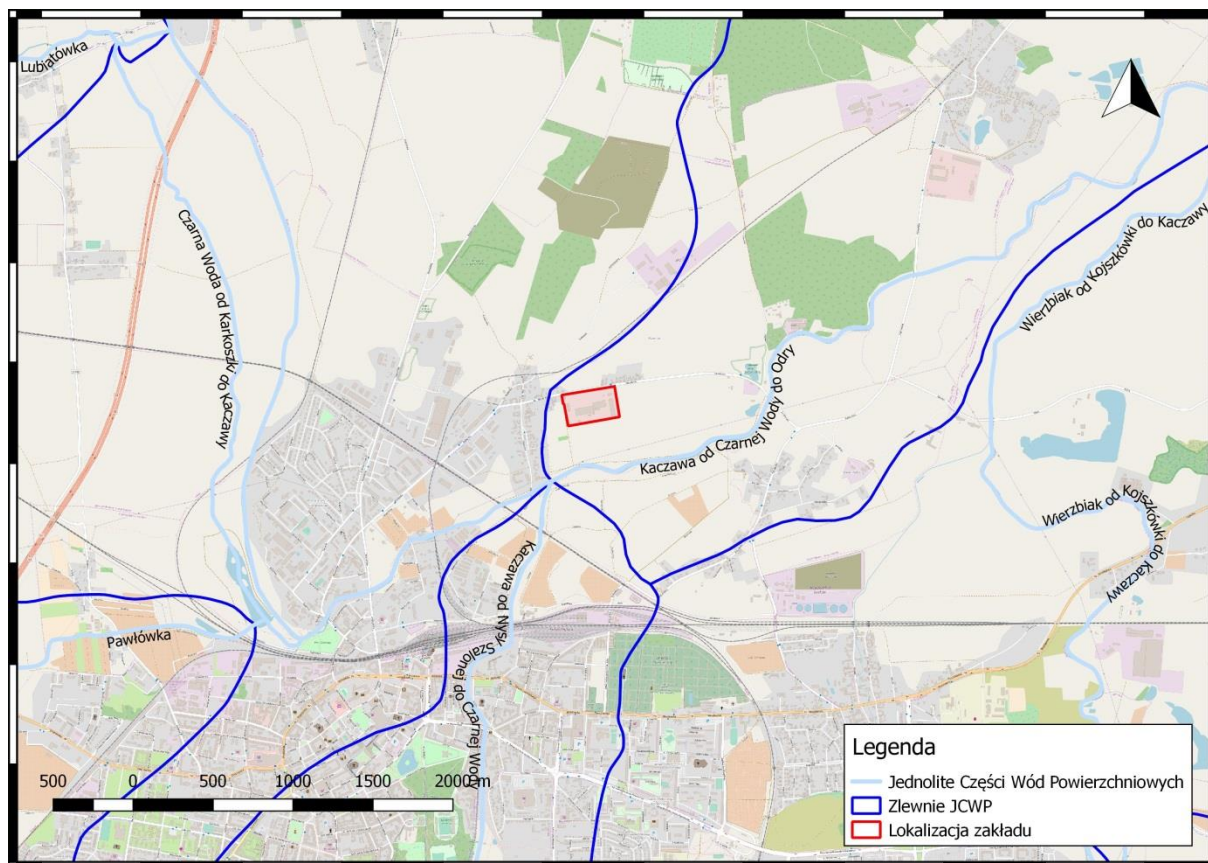 Lubiatówka
Czarna Woda od Karkoszki do Kaczawy
Wierzbiak od Kojszkówki do Kaczawy
Kaczawa od Czarnej Wody do Odry
Wierzbiak od Kojszkówki do Kaczawy
Kaczawa od Nysy Szalonej do Czarnej Wody
Pawłówka
500 0 500 1000 1500 2000 m
Legenda
Jednolite Części Wód Powierzchniowych
Zlewnie JCWP
Lokalizacja zakładu